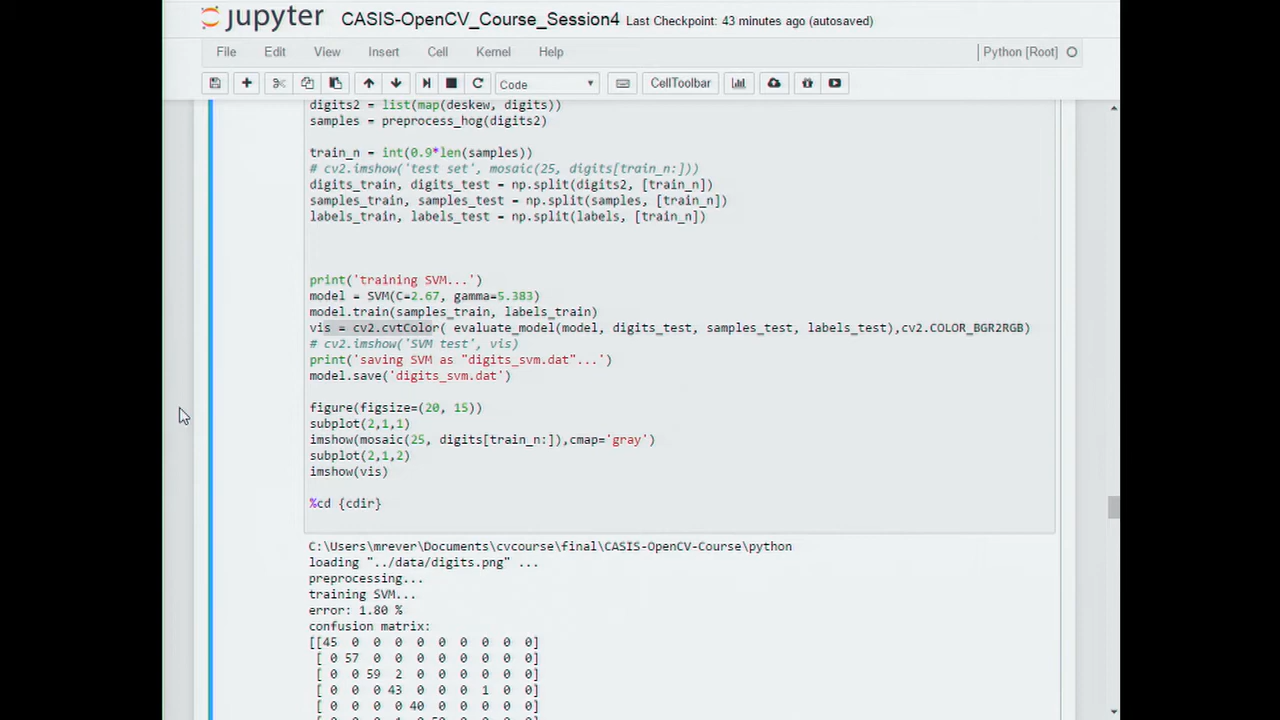 jupyter CASIS-OpenCV_Course_Session4 Last Checkpoint: 43 minutes ago (autosaved)
File Edit View Insert Cell Kernel Help Python [Root]
Code CellToolbar
digits2 = list(map(deskew, digits))
samples = preprocess_hog(digits2)
train_n = int(0.9*len(samples))
# cv2.imshow('test set', mosaic(25, digits[train_n:]))
digits_train, digits_test = np.split(digits2, [train_n])
samples_train, samples_test = np.split(samples, [train_n])
labels_train, labels_test = np.split(labels, [train_n])
print('training SVM...')
model = SVM(C=2.67, gamma=5.383)
model.train(samples_train, labels_train)
vis = cv2.cvtColor( evaluate_model(model, digits_test, samples_test, labels_test),cv2.COLOR_BGR2RGB)
# cv2.imshow('SVM test', vis)
print('saving SVM as "digits_svm.dat"...')
model.save('digits_svm.dat')
figure(figsize=(20, 15))
subplot(2,1,1)
imshow(mosaic(25, digits[train_n:]),cmap='gray')
subplot(2,1,2)
imshow(vis)
%cd {cdir}
C:\Users\mrever\Documents\cvcourse\final\CASIS-OpenCV-Course\python
loading "../data/digits.png" ...
preprocessing...
training SVM...
error: 1.80 %
confusion matrix:
[[45 0 0 0 0 0 0 0 0 0]
[ 0 57 0 0 0 0 0 0 0 0]
[ 0 0 59 2 0 0 0 0 0 0]
[ 0 0 0 43 0 0 0 1 0 0]
[ 0 0 0 0 40 0 0 0 0 0]